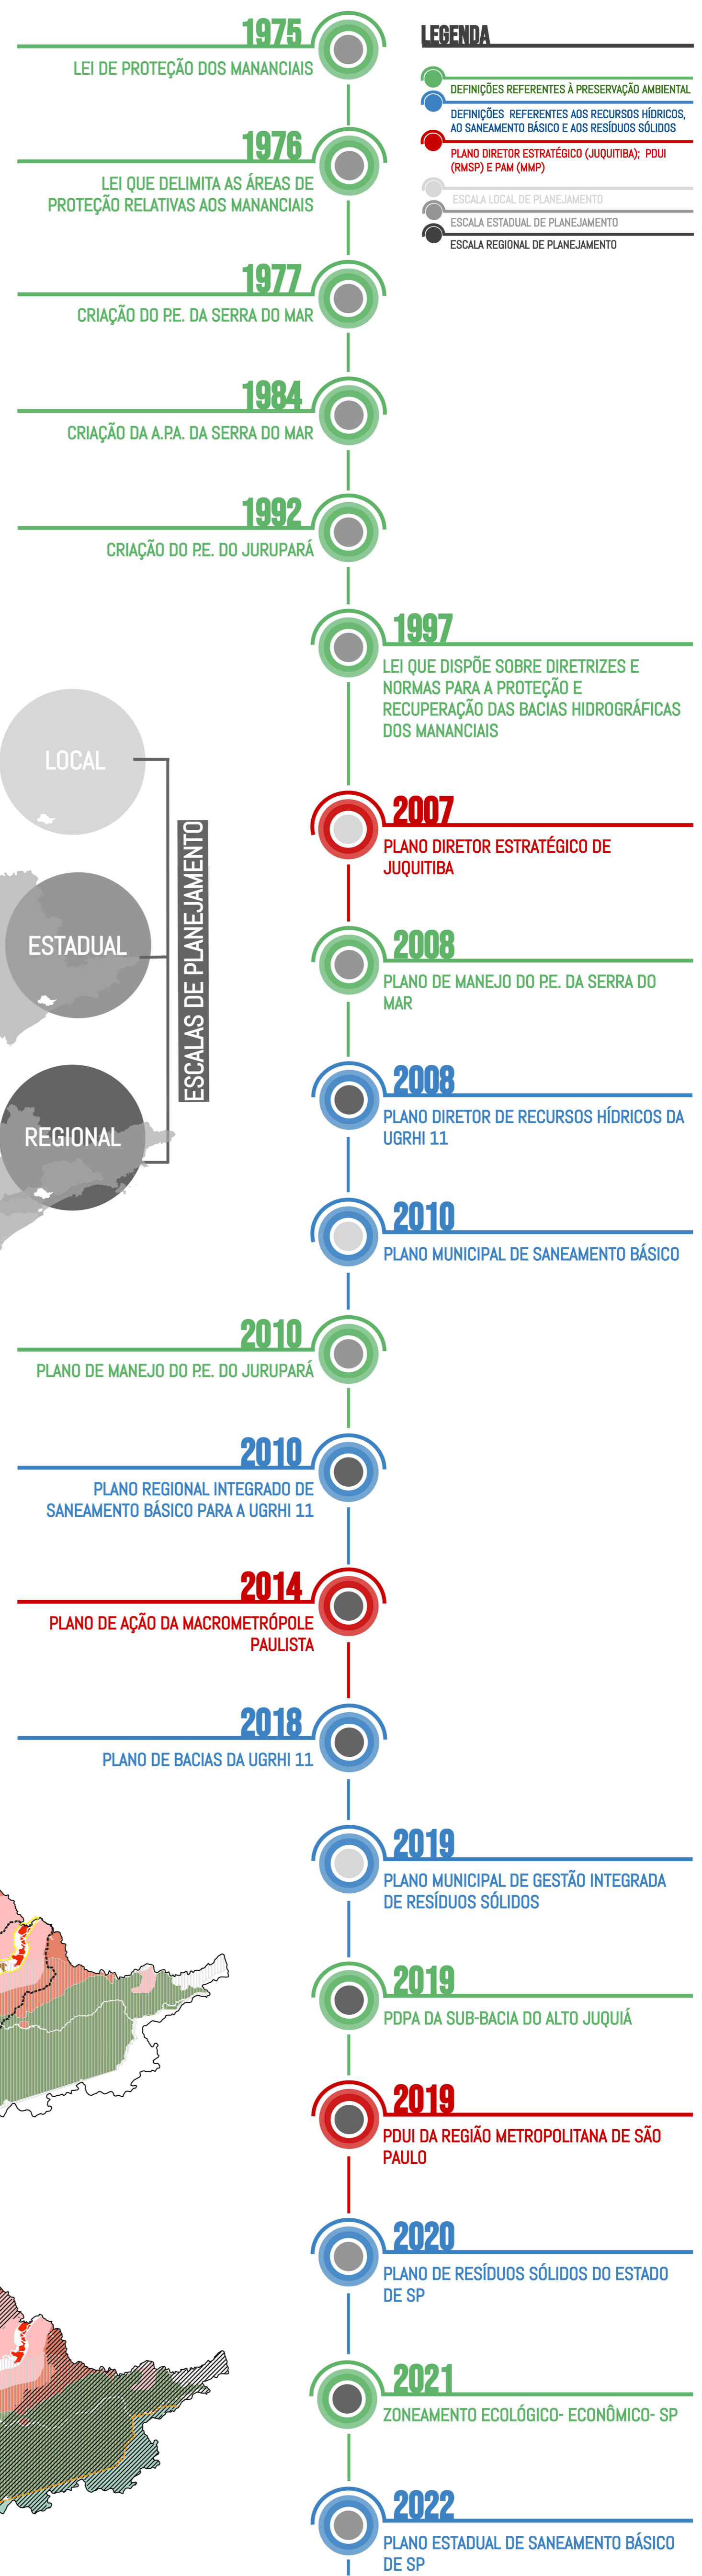 1975
LEI DE PROTEÇÃO DOS MANANCIAIS
LEGENDA
DEFINIÇÕES REFERENTES À PRESERVAÇÃO AMBIENTAL
DEFINIÇÕES REFERENTES AOS RECURSOS HÍDRICOS,
AO SANEAMENTO BÁSICO E AOS RESÍDUOS SÓLIDOS
PLANO DIRETOR ESTRATÉGICO (JUQUITIBA); PDUI
(RMSP) E PAM (MMP)
ESCALA LOCAL DE PLANEJAMENTO
ESCALA ESTADUAL DE PLANEJAMENTO
ESCALA REGIONAL DE PLANEJAMENTO
1976
LEI QUE DELIMITA AS ÁREAS DE
PROTEÇÃO RELATIVAS AOS MANANCIAIS
1977
CRIAÇÃO DO P.E. DA SERRA DO MAR
1984
CRIAÇÃO DA A.P.A. DA SERRA DO MAR
1992
CRIAÇÃO DO P.E. DO JURUPARÁ
1997
LEI QUE DISPÕE SOBRE DIRETRIZES E
NORMAS PARA A PROTEÇÃO E
RECUPERAÇÃO DAS BACIAS HIDROGRÁFICAS
DOS MANANCIAIS
LOCAL
ESTADUAL
REGIONAL
ESCALAS DE PLANEJAMENTO
2007
PLANO DIRETOR ESTRATÉGICO DE
JUQUITIBA
2008
PLANO DE MANEJO DO P.E. DA SERRA DO
MAR
2008
PLANO DIRETOR DE RECURSOS HÍDRICOS DA
UGRHI 11
2010
PLANO MUNICIPAL DE SANEAMENTO BÁSICO
2010
PLANO DE MANEJO DO P.E. DO JURUPARÁ
2010
PLANO REGIONAL INTEGRADO DE
SANEAMENTO BÁSICO PARA A UGRHI 11
2014
PLANO DE AÇÃO DA MACROMETRÓPOLE
PAULISTA
2018
PLANO DE BACIAS DA UGRHI 11
2019
PLANO MUNICIPAL DE GESTÃO INTEGRADA
DE RESÍDUOS SÓLIDOS
2019
PDPA DA SUB-BACIA DO ALTO JUQUIÁ
2019
PDUI DA REGIÃO METROPOLITANA DE SÃO
PAULO
2020
PLANO DE RESÍDUOS SÓLIDOS DO ESTADO
DE SP
2021
ZONEAMENTO ECOLÓGICO- ECONÔMICO- SP
2022
PLANO ESTADUAL DE SANEAMENTO BÁSICO
DE SP